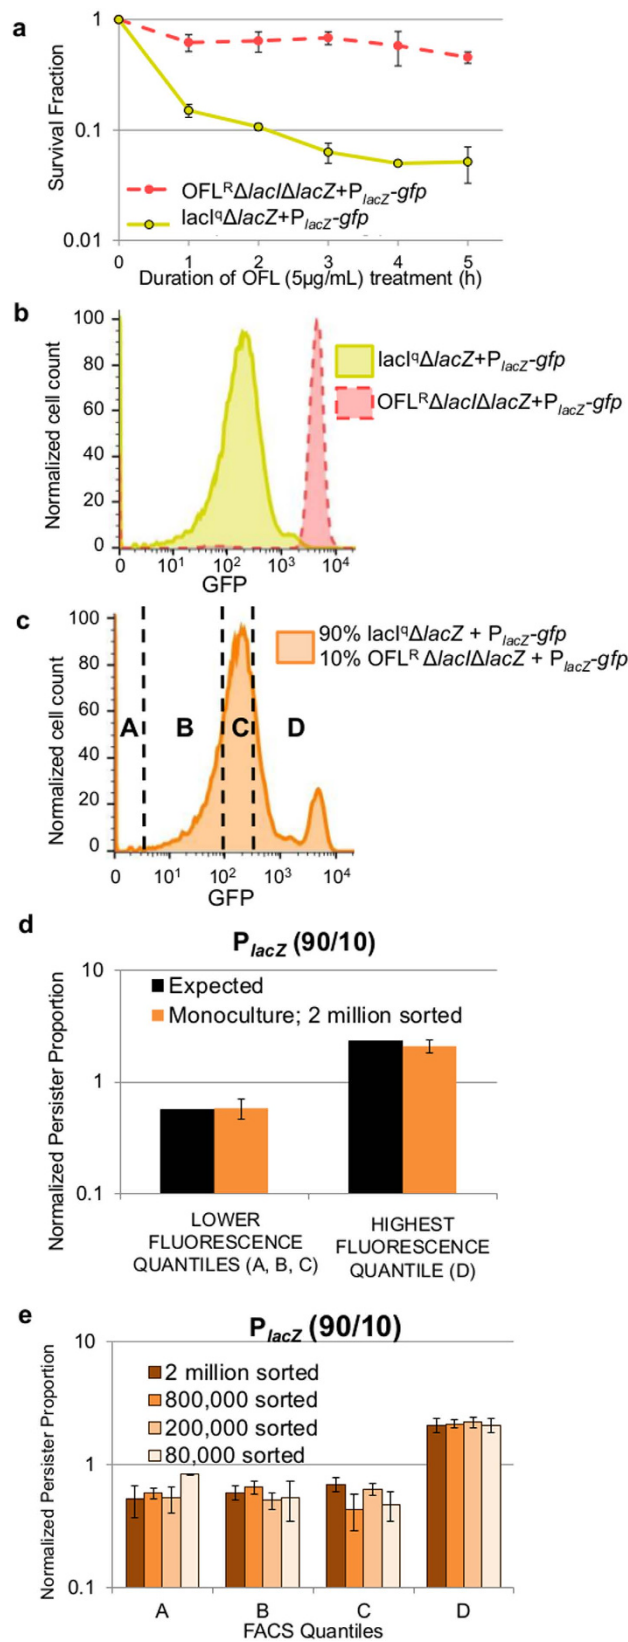 a
Survival Fraction
1
0.1
0.01
OFLᴿΔlacIΔlacZ+PlacZ-gfp
lacIqΔlacZ+PlacZ-gfp
0 1 2 3 4 5
Duration of OFL (5µg/mL) treatment (h)
b
Normalized cell count
100
80
60
40
20
0
lacIqΔlacZ+PlacZ-gfp
OFLᴿΔlacIΔlacZ+PlacZ-gfp
0 10¹ 10² 10³ 10⁴
GFP
c
Normalized cell count
100
80
60
40
20
0
90% lacIqΔlacZ + PlacZ-gfp
10% OFLᴿ ΔlacIΔlacZ + PlacZ-gfp
A B C D
0 10¹ 10² 10³ 10⁴
GFP
d
PlacZ (90/10)
Normalized Persister Proportion
10
1
0.1
Expected
Monoculture; 2 million sorted
LOWER
FLUORESCENCE
QUANTILES (A, B, C)
HIGHEST
FLUORESCENCE
QUANTILE (D)
e
PlacZ (90/10)
Normalized Persister Proportion
10
1
0.1
2 million sorted
800,000 sorted
200,000 sorted
80,000 sorted
A B C D
FACS Quantiles